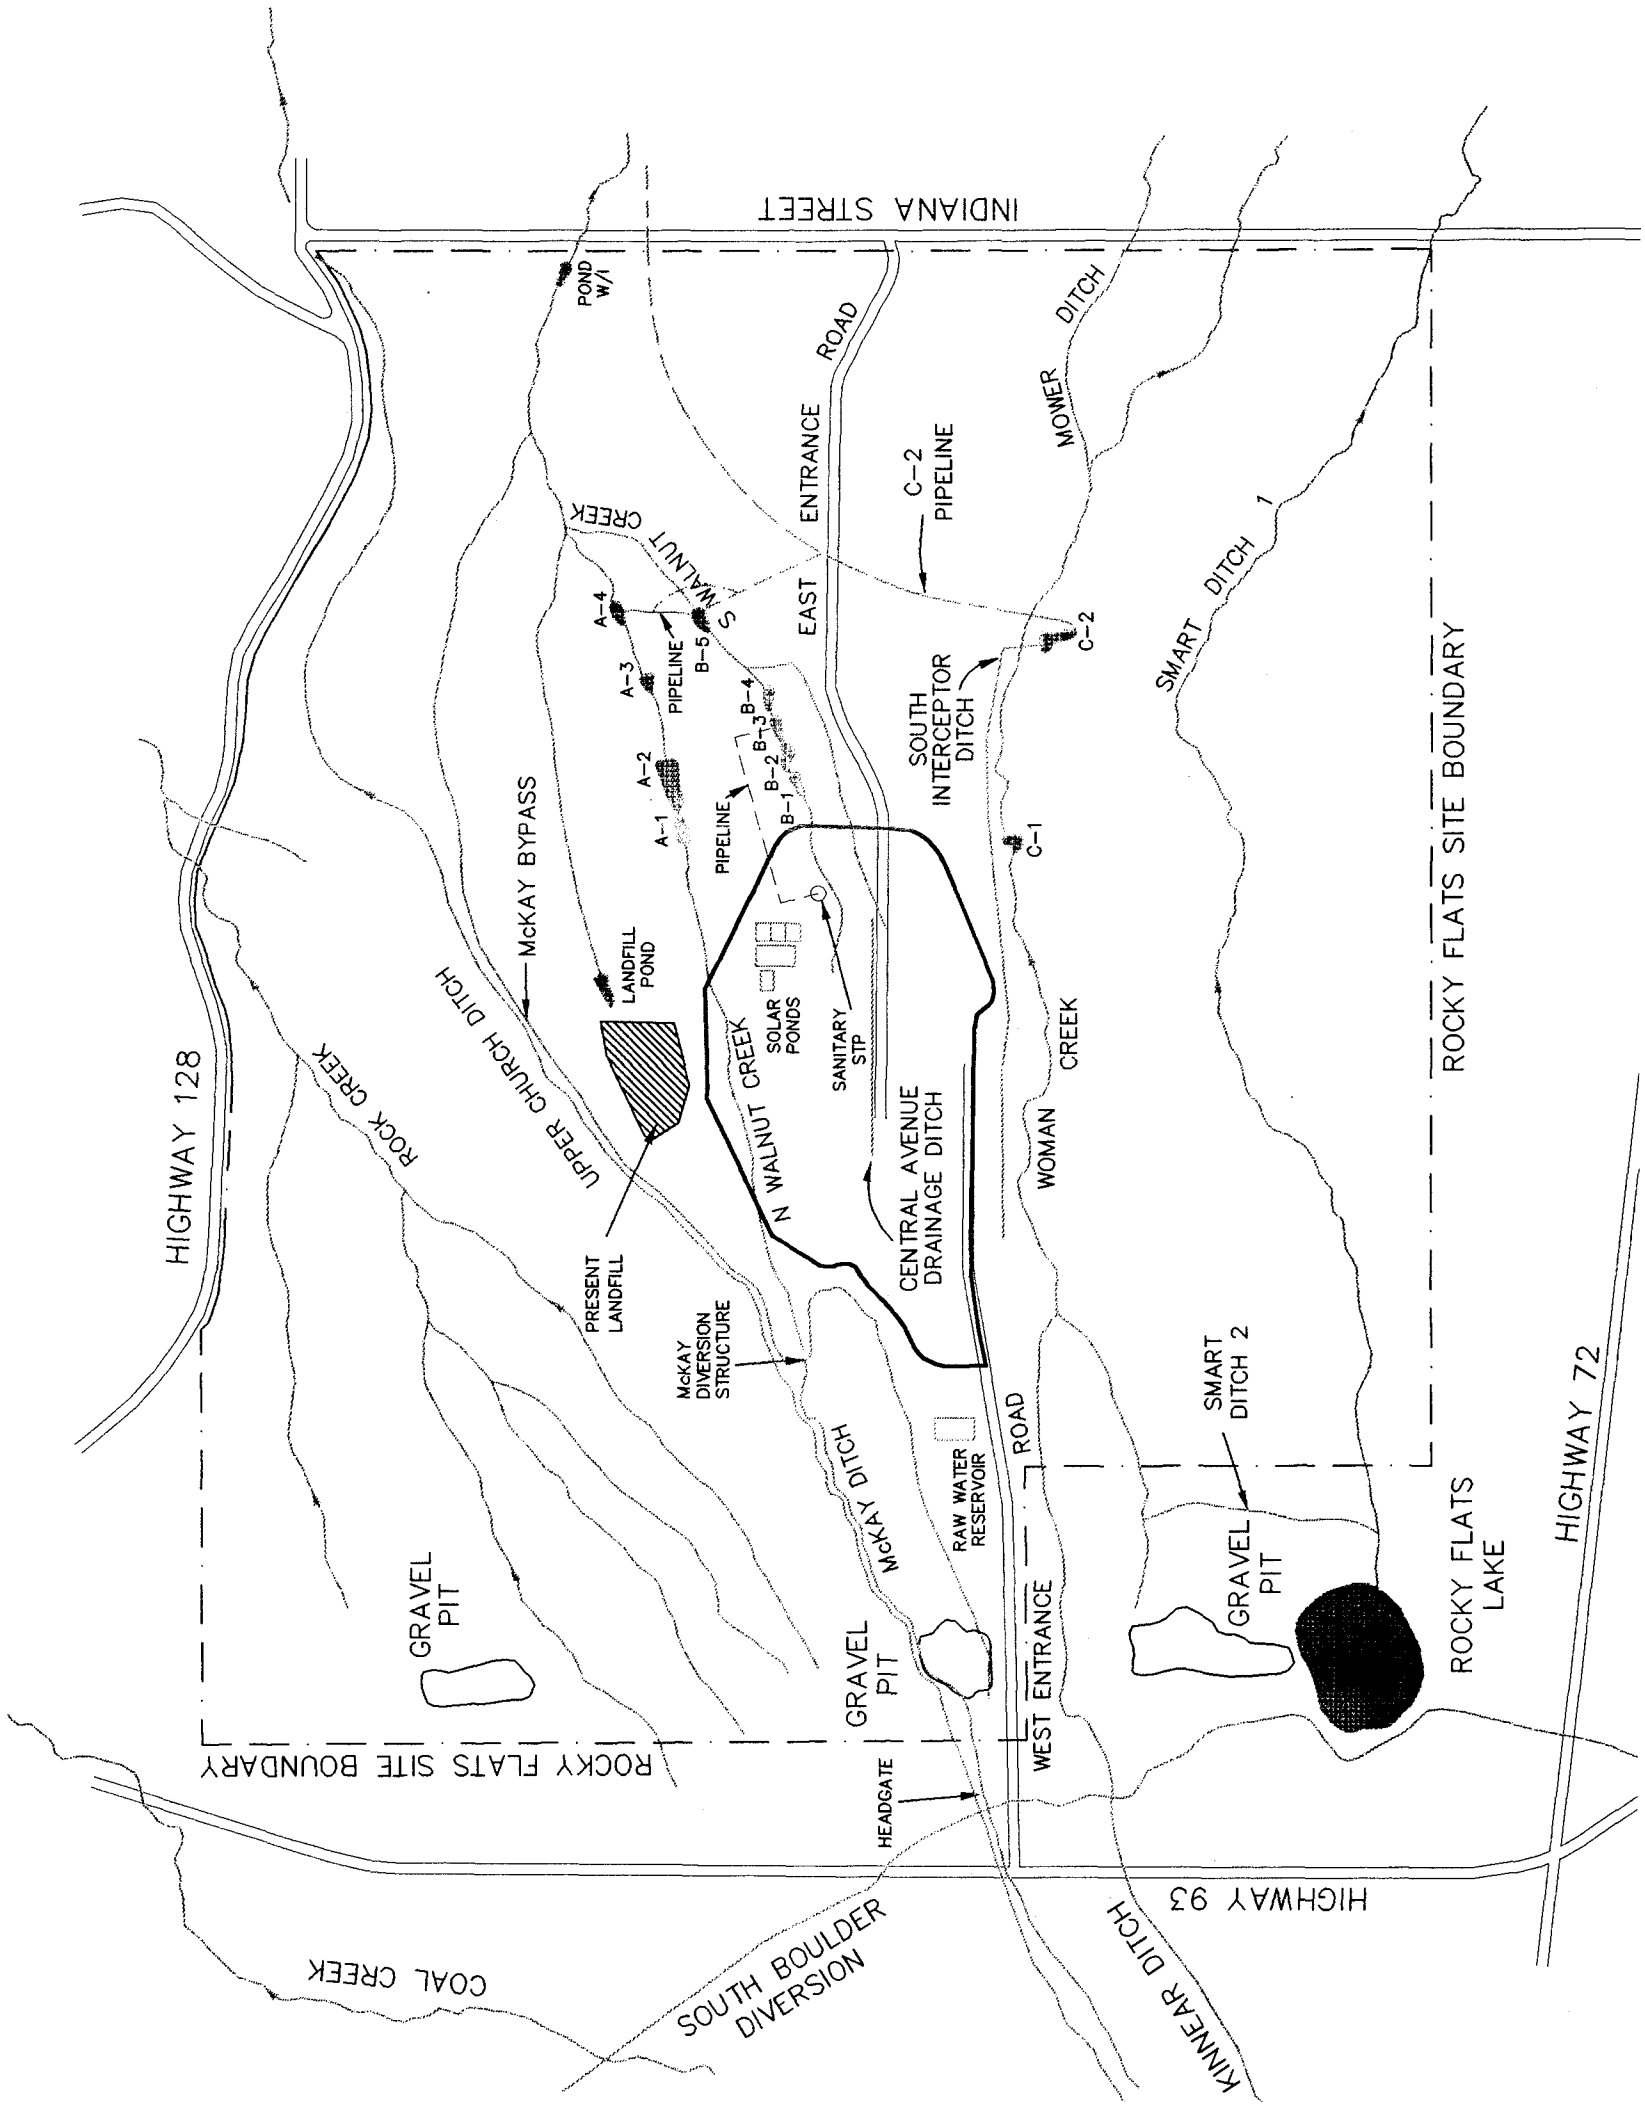 HIGHWAY 128
INDIANA STREET
POND
W/I
ROCK CREEK
UPPER CHURCH DITCH
McKAY BYPASS
LANDFILL
POND
PRESENT
LANDFILL
A-1
A-2
A-3
A-4
PIPELINE
B-5
S WALNUT CREEK
B-4
B-3
B-2
B-1
PIPELINE
EAST ENTRANCE ROAD
C-2
PIPELINE
MOWER DITCH
SOUTH
INTERCEPTOR
DITCH
C-2
C-1
SOLAR
PONDS
SANITARY
STP
N WALNUT CREEK
CENTRAL AVENUE
DRAINAGE DITCH
WOMAN CREEK
SMART DITCH 1
ROCKY FLATS SITE BOUNDARY
McKAY
DIVERSION
STRUCTURE
McKAY DITCH
RAW WATER
RESERVOIR
GRAVEL
PIT
GRAVEL
PIT
GRAVEL
PIT
SMART
DITCH 2
ROCKY FLATS
LAKE
HIGHWAY 72
WEST ENTRANCE ROAD
ROCKY FLATS SITE BOUNDARY
HEADGATE
HIGHWAY 93
SOUTH BOULDER
DIVERSION
COAL CREEK
KINNEAR DITCH